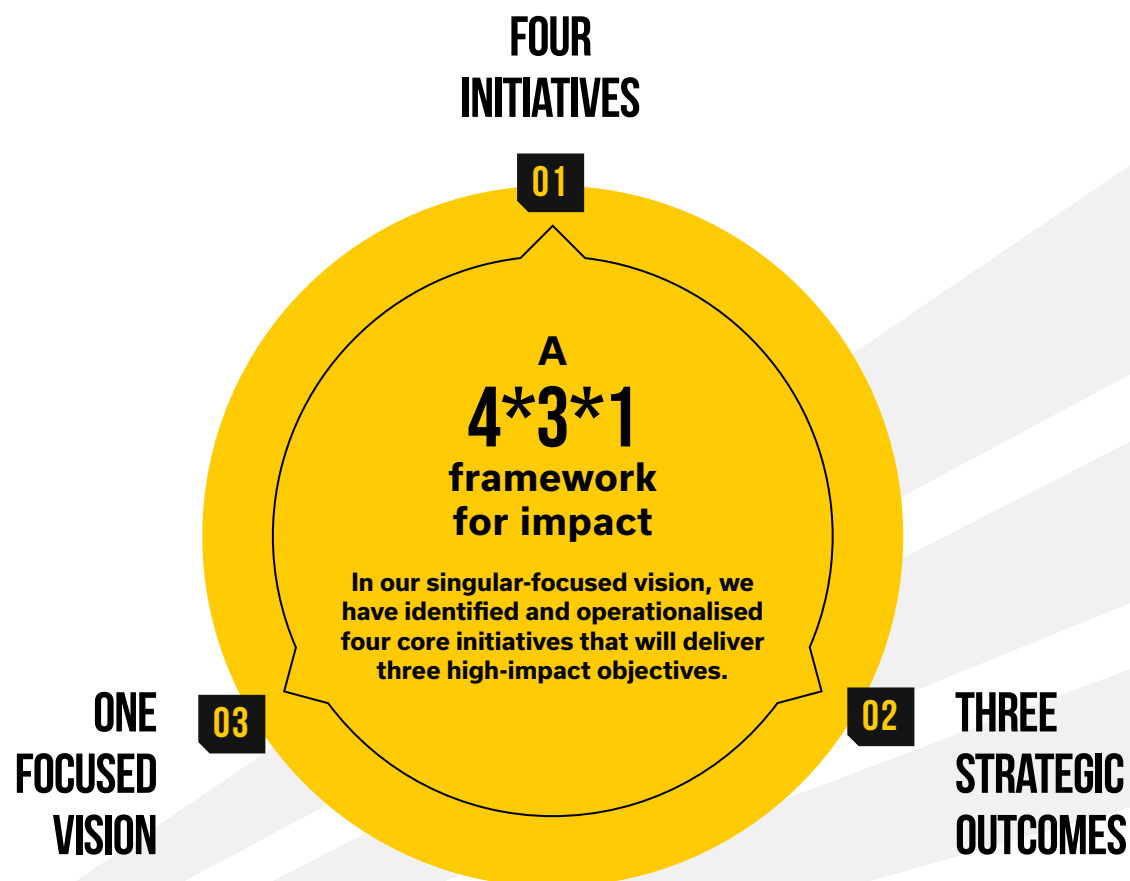 FOUR
INITIATIVES
01
A
4*3*1
framework
for impact
In our singular-focused vision, we
have identified and operationalised
four core initiatives that will deliver
three high-impact objectives.
02
THREE
STRATEGIC
OUTCOMES
03
ONE
FOCUSED
VISION